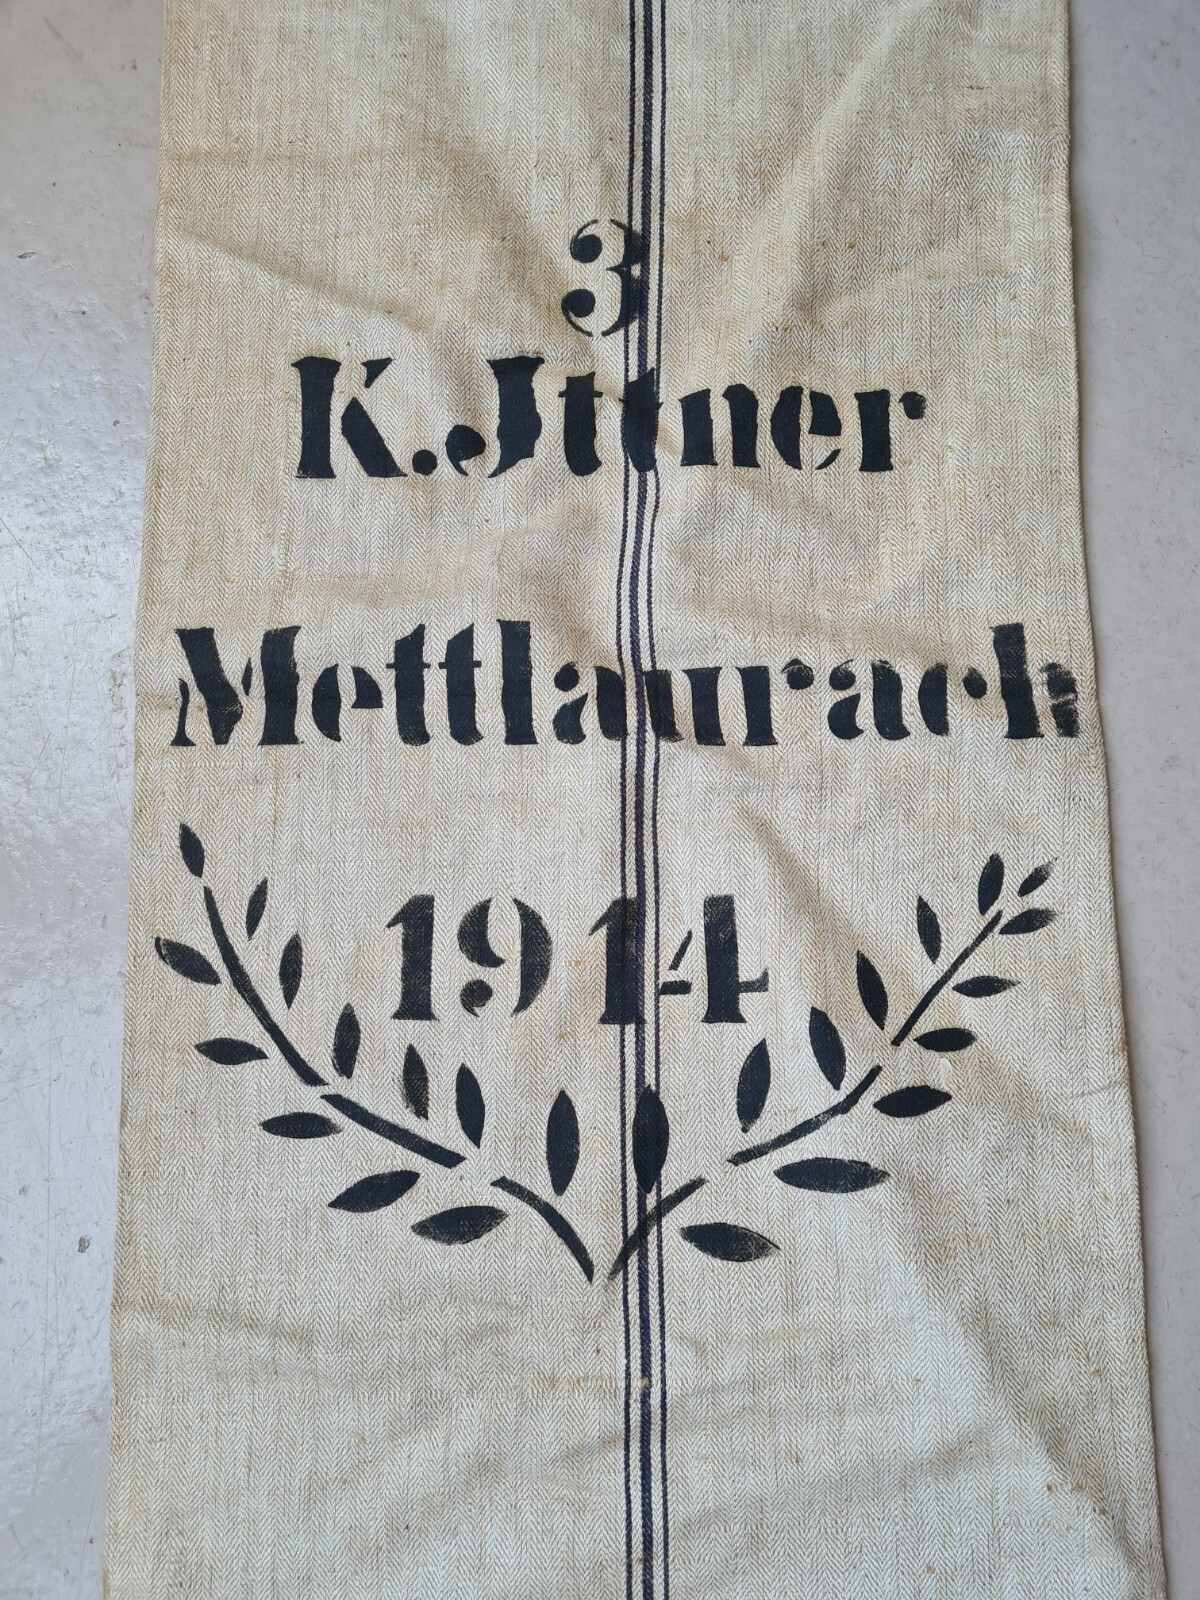 3
K. Jttner
Mettlaurach
1914